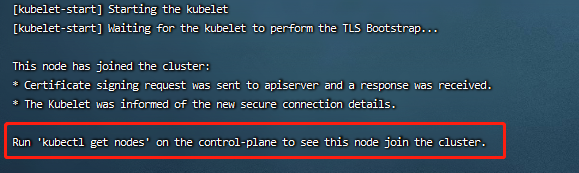 [kubelet-start] Starting the kubelet
[kubelet-start] Waiting for the kubelet to perform the TLS Bootstrap...
This node has joined the cluster:
* Certificate signing request was sent to apiserver and a response was received.
* The Kubelet was informed of the new secure connection details.
Run 'kubectl get nodes' on the control-plane to see this node join the cluster.